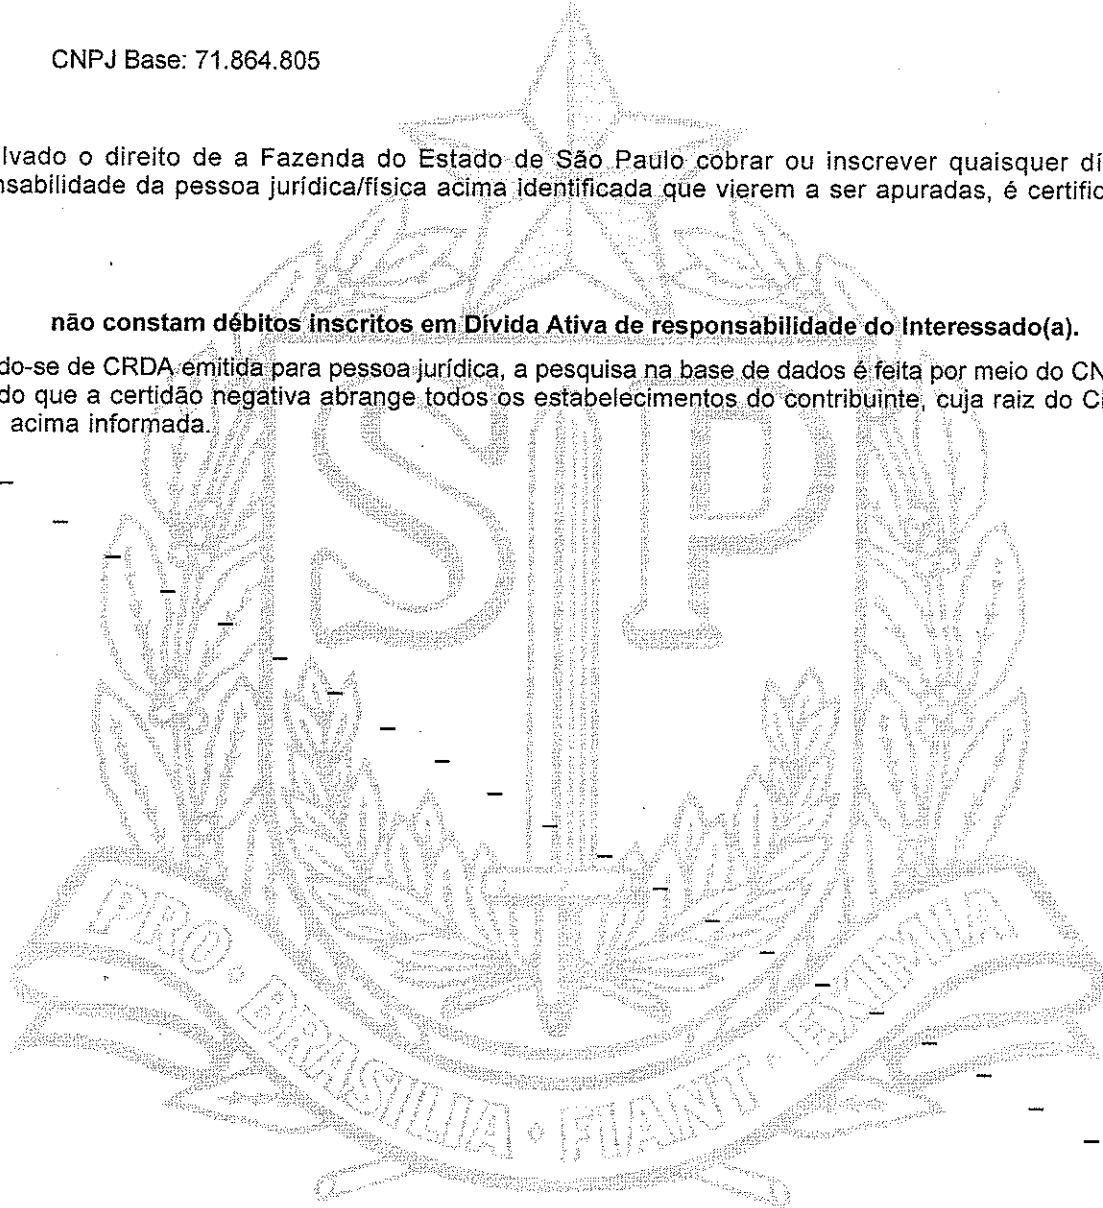 CNPJ Base: 71.864.805
lvado o direito de a Fazenda do Estado de São Paulo cobrar ou inscrever quaisquer dí
nsabilidade da pessoa jurídica/física acima identificada que vierem a ser apuradas, é certific
não constam débitos inscritos em Dívida Ativa de responsabilidade do Interessado(a).
do-se de CRDA emitida para pessoa jurídica, a pesquisa na base de dados é feita por meio do CN
do que a certidão negativa abrange todos os estabelecimentos do contribuinte, cuja raiz do C
acima informada.
SP
PRO · BRASILIA · FIANT · EXIMIA